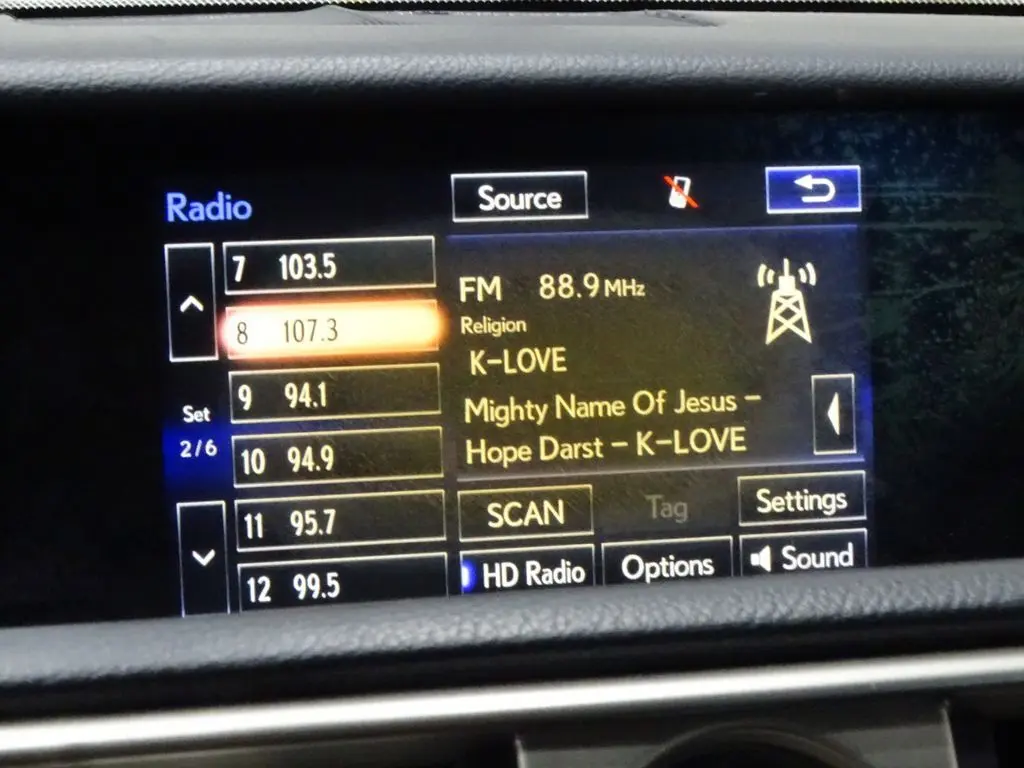 Radio
Source
7 103.5
8 107.3
9 94.1
10 94.9
11 95.7
12 99.5
Set
2/6
FM 88.9 MHz
Religion
K-LOVE
Mighty Name Of Jesus -
Hope Darst - K-LOVE
SCAN
Tag
Settings
HD Radio
Options
Sound